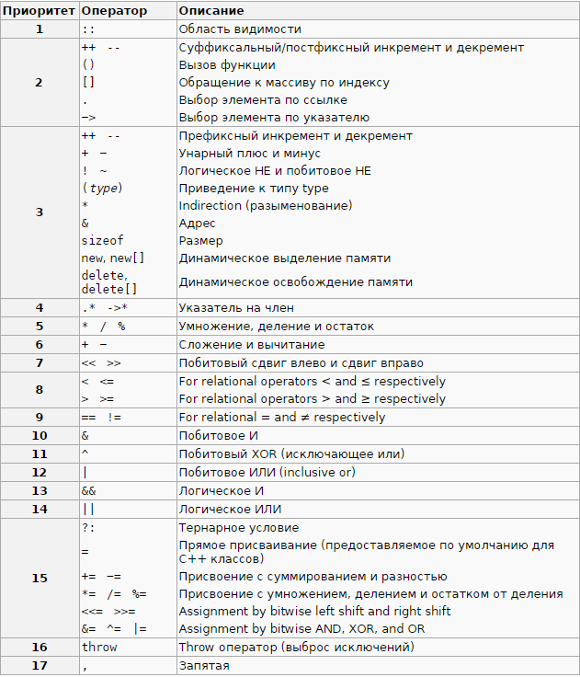 Приоритет Оператор Описание
1 :: Область видимости
++ -- Суффиксальный/постфиксный инкремент и декремент
() Вызов функции
2 [] Обращение к массиву по индексу
. Выбор элемента по ссылке
−> Выбор элемента по указателю
++ -- Префиксный инкремент и декремент
+ − Унарный плюс и минус
! ~ Логическое НЕ и побитовое НЕ
(type) Приведение к типу type
3 * Indirection (разыменование)
& Адрес
sizeof Размер
new, new[] Динамическое выделение памяти
delete, Динамическое освобождение памяти
delete[]
4 .* ->* Указатель на член
5 * / % Умножение, деление и остаток
6 + − Сложение и вычитание
7 << >> Побитовый сдвиг влево и сдвиг вправо
8 < <= For relational operators < and ≤ respectively
> >= For relational operators > and ≥ respectively
9 == != For relational = and ≠ respectively
10 & Побитовое И
11 ^ Побитовый XOR (исключающее или)
12 | Побитовое ИЛИ (inclusive or)
13 && Логическое И
14 || Логическое ИЛИ
?: Тернарное условие
= Прямое присваивание (предоставляемое по умолчанию для
C++ классов)
15 += −= Присвоение с суммированием и разностью
*= /= %= Присвоение с умножением, делением и остатком от деления
<<= >>= Assignment by bitwise left shift and right shift
&= ^= |= Assignment by bitwise AND, XOR, and OR
16 throw Throw оператор (выброс исключений)
17 , Запятая